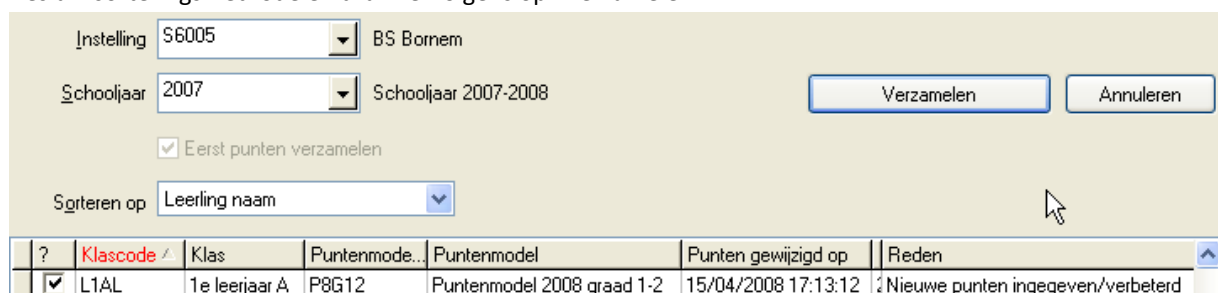 Instelling S6005 BS Bornem
Schooljaar 2007 Schooljaar 2007-2008 Verzamelen Annuleren
Eerst punten verzamelen
Sorteren op Leerling naam
? Klascode Klas Puntenmode... Puntenmodel Punten gewijzigd op Reden
L1AL 1e leerjaar A P8G12 Puntenmodel 2008 graad 1-2 15/04/2008 17:13:12 Nieuwe punten ingegeven/verbeterd